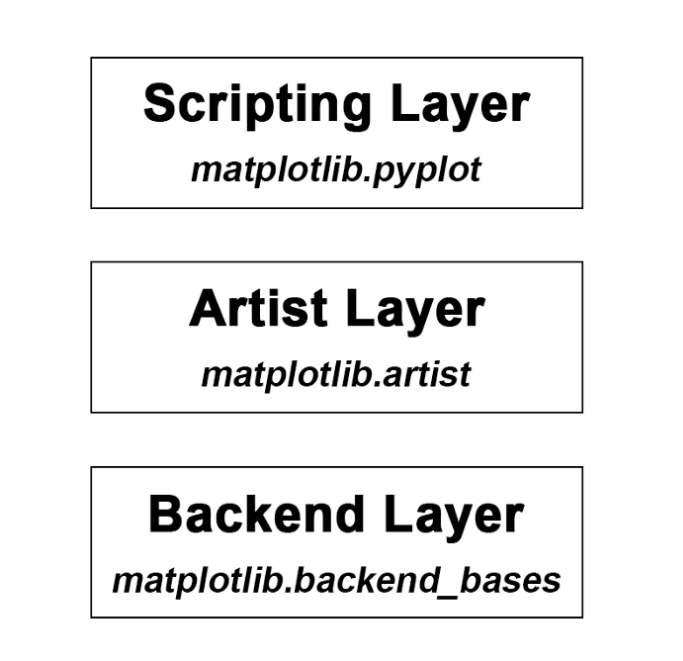 Scripting Layer
matplotlib.pyplot
Artist Layer
matplotlib.artist
Backend Layer
matplotlib.backend_bases